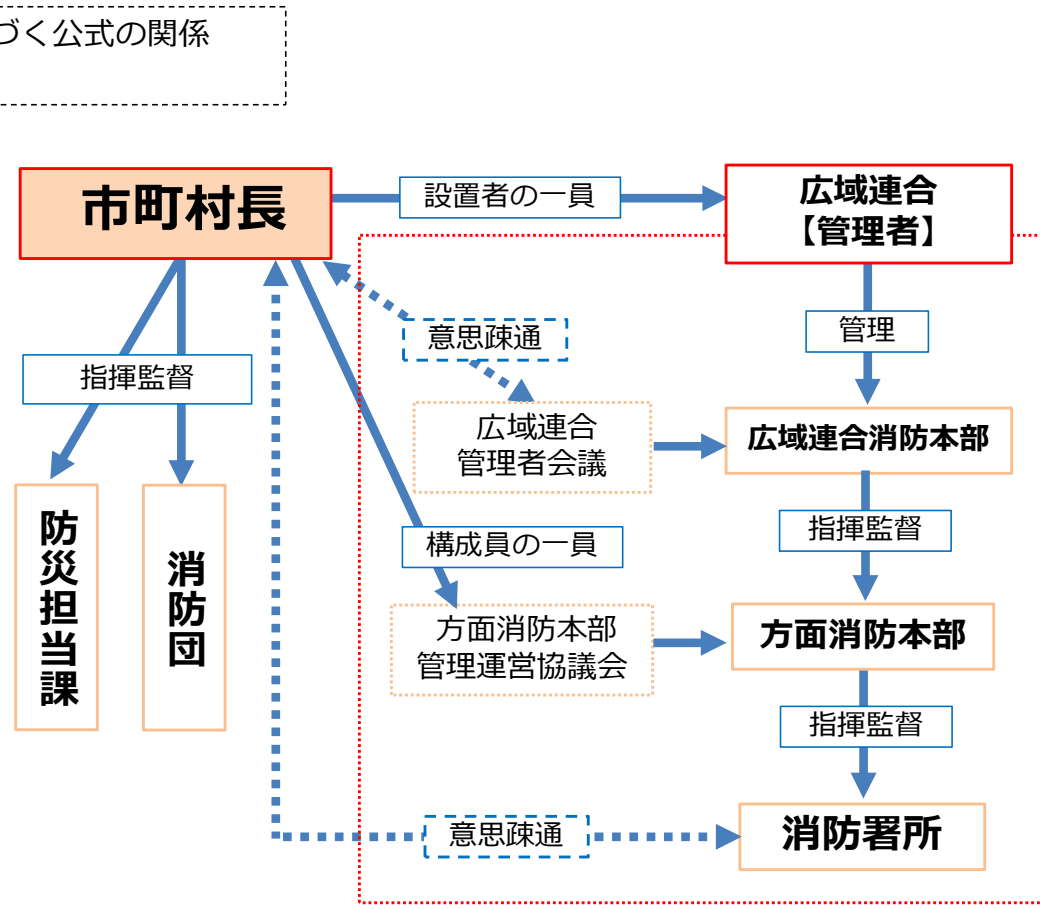 づく公式の関係
市町村長
設置者の一員
広域連合
【管理者】
意思疎通
管理
指揮監督
広域連合
管理者会議
広域連合消防本部
防災担当課
消防団
構成員の一員
指揮監督
方面消防本部
管理運営協議会
方面消防本部
指揮監督
意思疎通
消防署所